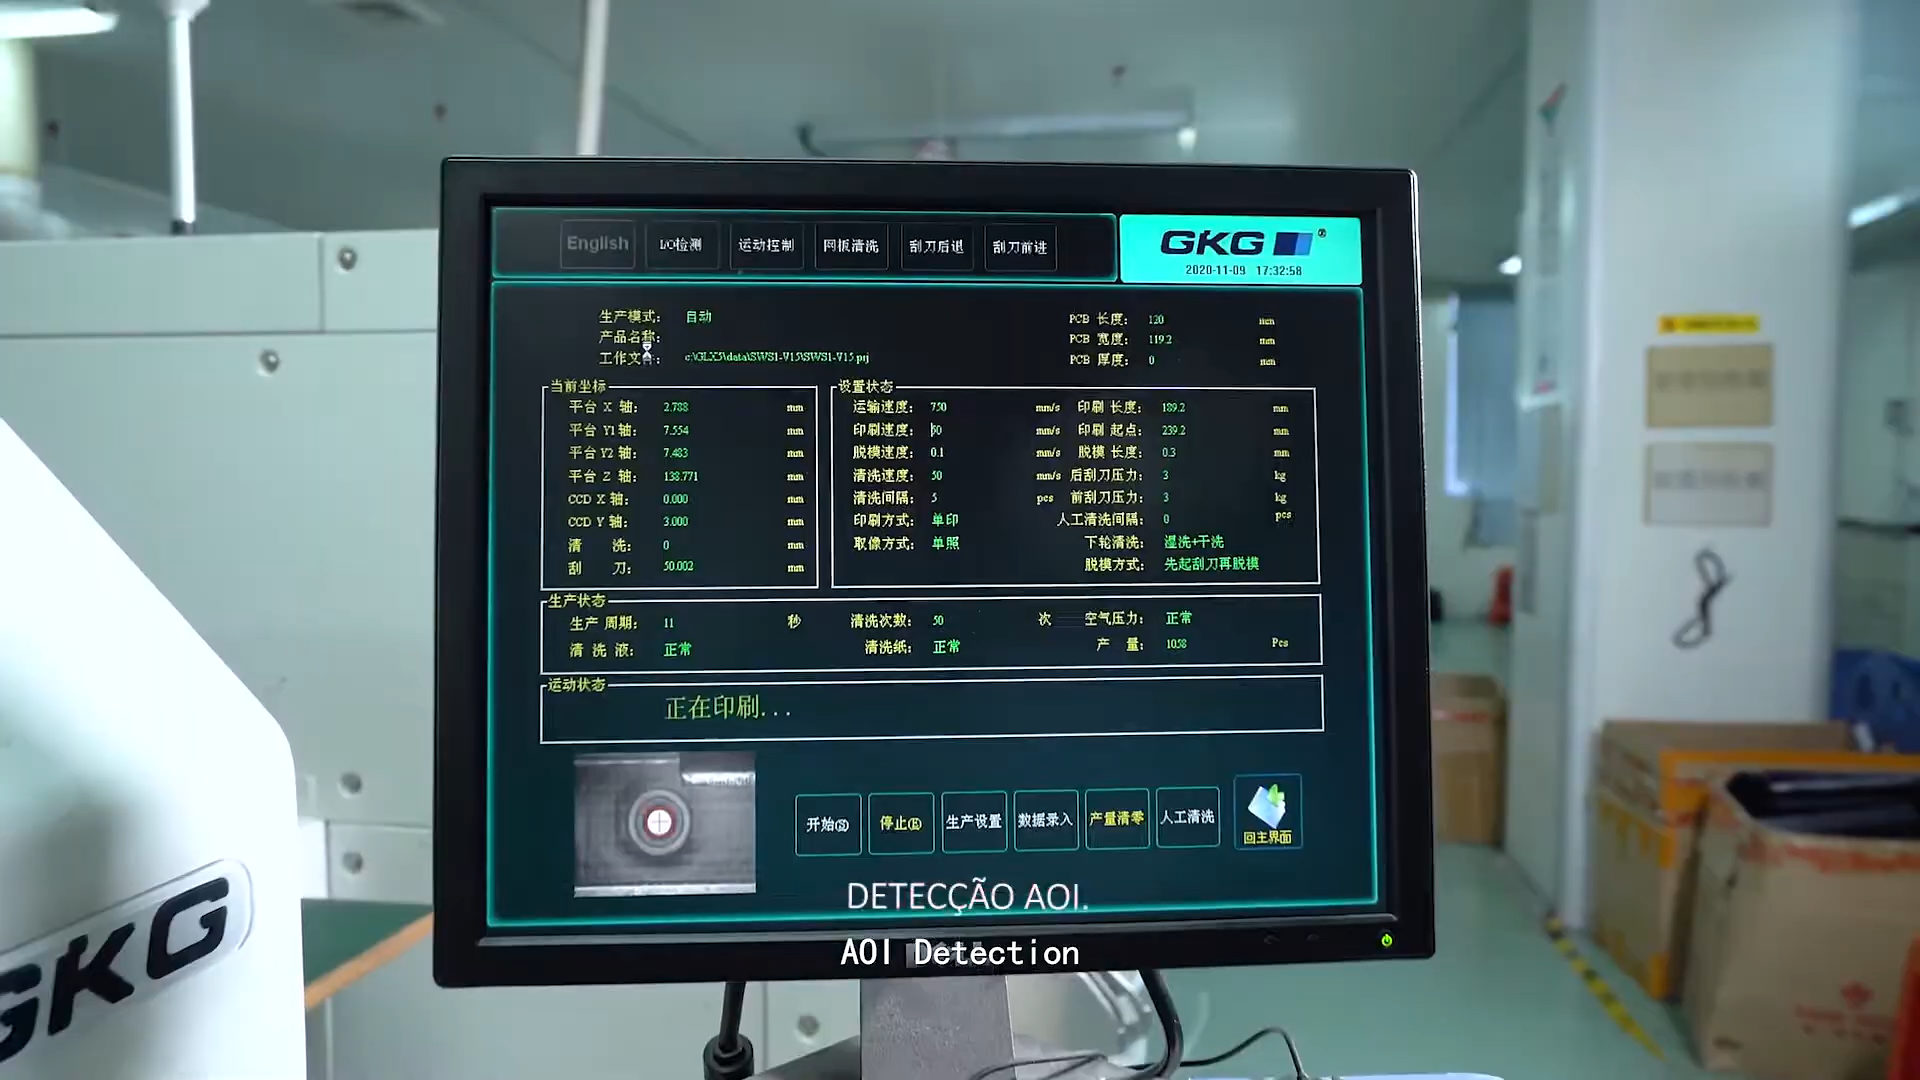 English I/O检测 运动控制 网板清洗 刮刀后退 刮刀前进
GKG
2020-11-09 17:32:58
生产模式: 自动
产品名称:
工作文件: c:\GLX5\data\SWS1-V15\SWS1-V15.prj
PCB 长度: 120 mm
PCB 宽度: 119.2 mm
PCB 厚度: 0 mm
当前坐标
平台 X 轴: 2.788 mm
平台 Y1 轴: 7.554 mm
平台 Y2 轴: 7.483 mm
平台 Z 轴: 138.771 mm
CCD X 轴: 0.000 mm
CCD Y 轴: 3.000 mm
清 洗: 0 mm
刮 刀: 50.002 mm
设置状态
运输速度: 750 mm/s 印刷 长度: 189.2 mm
印刷速度: 60 mm/s 印刷 起点: 239.2 mm
脱模速度: 0.1 mm/s 脱模 长度: 0.3 mm
清洗速度: 50 mm/s 后刮刀压力: 3 kg
清洗间隔: 5 pcs 前刮刀压力: 3 kg
印刷方式: 单印 人工清洗间隔: 0 pcs
取像方式: 单照 下轮清洗: 湿洗+干洗
脱模方式: 先起刮刀再脱模
生产状态
生产 周期: 11 秒 清洗次数: 50 次 空气压力: 正常
清 洗 液: 正常 清洗纸: 正常 产 量: 1058 Pcs
运动状态
正在印刷...
开始(S) 停止(E) 生产设置 数据录入 产量清零 人工清洗 回主界面
DETECÇÃO AOI.
AOI Detection
GKG